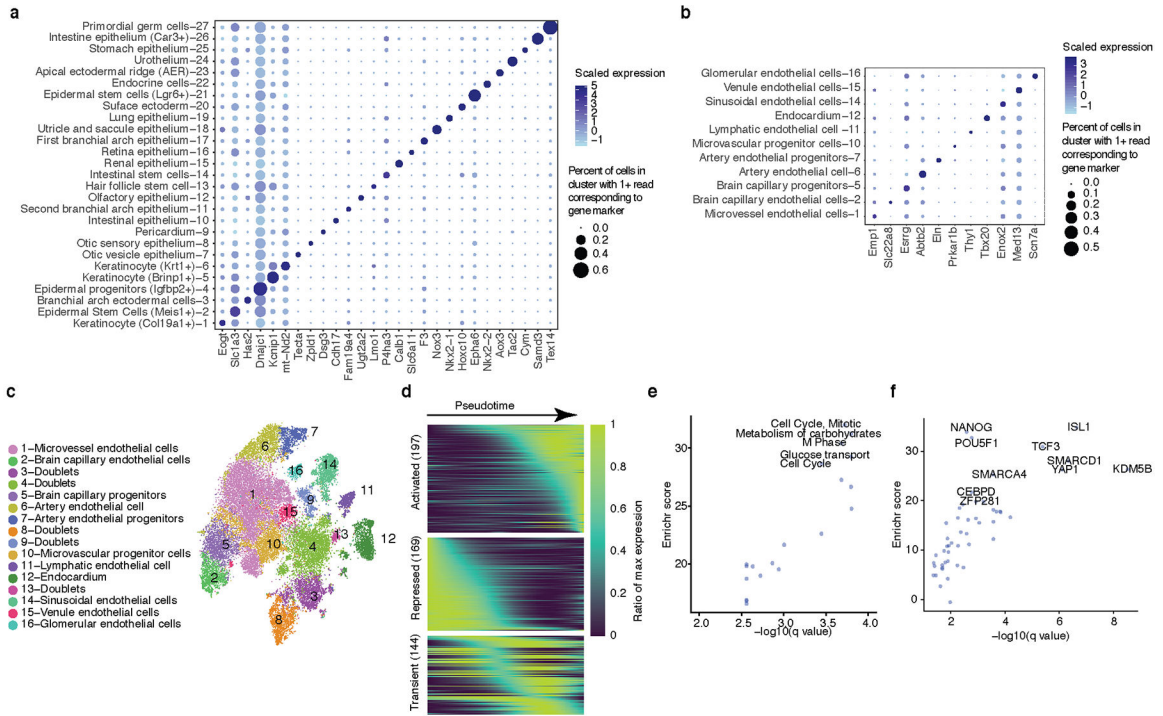 a
Primordial germ cells−27
Intestine epithelium (Car3+)−26
Stomach epithelium−25
Urothelium−24
Apical ectodermal ridge (AER)−23
Endocrine cells−22
Epidermal stem cells (Lgr6+)−21
Suface ectoderm−20
Lung epithelium−19
Utricle and saccule epithelium−18
First branchial arch epithelium−17
Retina epithelium−16
Renal epithelium−15
Intestinal stem cells−14
Hair follicle stem cell−13
Olfactory epithelium−12
Second branchial arch epithelium−11
Intestinal epithelium−10
Pericardium−9
Otic sensory epithelium−8
Otic vesicle epithelium−7
Keratinocyte (Krt1+)−6
Keratinocyte (Brinp1+)−5
Epidermal progenitors (Igfbp2+)−4
Branchial arch ectodermal cells−3
Epidermal Stem Cells (Meis1+)−2
Keratinocyte (Col19a1+)−1
Eogt
Slc1a3
Has2
Dnajc1
Kcnip1
mt−Nd2
Tecta
Zpld1
Dsg3
Cdh17
Fam19a4
Ugt2a2
Lmo1
P4ha3
Calb1
Slc6a11
F3
Nox3
Nkx2−1
Hoxc10
Epha6
Nkx2−2
Aox3
Tac2
Cym
Samd3
Tex14
Scaled expression
5
4
3
2
1
0
−1
Percent of cells in
cluster with 1+ read
corresponding to
gene marker
0.0
0.2
0.4
0.6
b
Glomerular endothelial cells−16
Venule endothelial cells−15
Sinusoidal endothelial cells−14
Endocardium−12
Lymphatic endothelial cell −11
Microvascular progenitor cells−10
Artery endothelial progenitors−7
Artery endothelial cell−6
Brain capillary progenitors−5
Brain capillary endothelial cells−2
Microvessel endothelial cells−1
Emp1
Slc22a8
Esrrg
Abtb2
Eln
Prkar1b
Thy1
Tbx20
Enox2
Med13
Scn7a
Scaled expression
3
2
1
0
−1
Percent of cells in
cluster with 1+ read
corresponding to
gene marker
0.0
0.1
0.2
0.3
0.4
0.5
c
1−Microvessel endothelial cells
2−Brain capillary endothelial cells
3−Doublets
4−Doublets
5−Brain capillary progenitors
6−Artery endothelial cell
7−Artery endothelial progenitors
8−Doublets
9−Doublets
10−Microvascular progenitor cells
11−Lymphatic endothelial cell
12−Endocardium
13−Doublets
14−Sinusoidal endothelial cells
15−Venule endothelial cells
16−Glomerular endothelial cells
6
7
16
14
1
9
11
15
13
12
5
10
4
2
3
8
d
Pseudotime
Activated (197)
Repressed (169)
Transient (144)
1
0.8
0.6
0.4
0.2
0
Ratio of max expression
e
Enrichr score
30
25
20
Cell Cycle, Mitotic
Metabolism of carbohydrates
M Phase
Glucose transport
Cell Cycle
2.0
2.5
3.0
3.5
4.0
−log10(q value)
f
Enrichr score
30
20
10
0
NANOG
ISL1
POU5F1
TCF3
SMARCD1
YAP1
KDM5B
SMARCA4
CEBPD
ZFP281
2
4
6
8
−log10(q value)